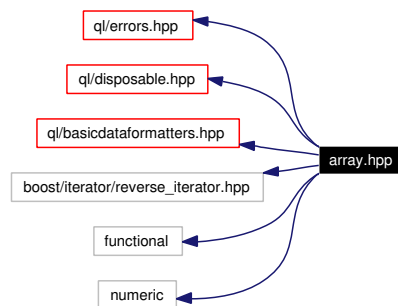 ql/errors.hpp
ql/disposable.hpp
ql/basicdataformatters.hpp
array.hpp
boost/iterator/reverse_iterator.hpp
functional
numeric